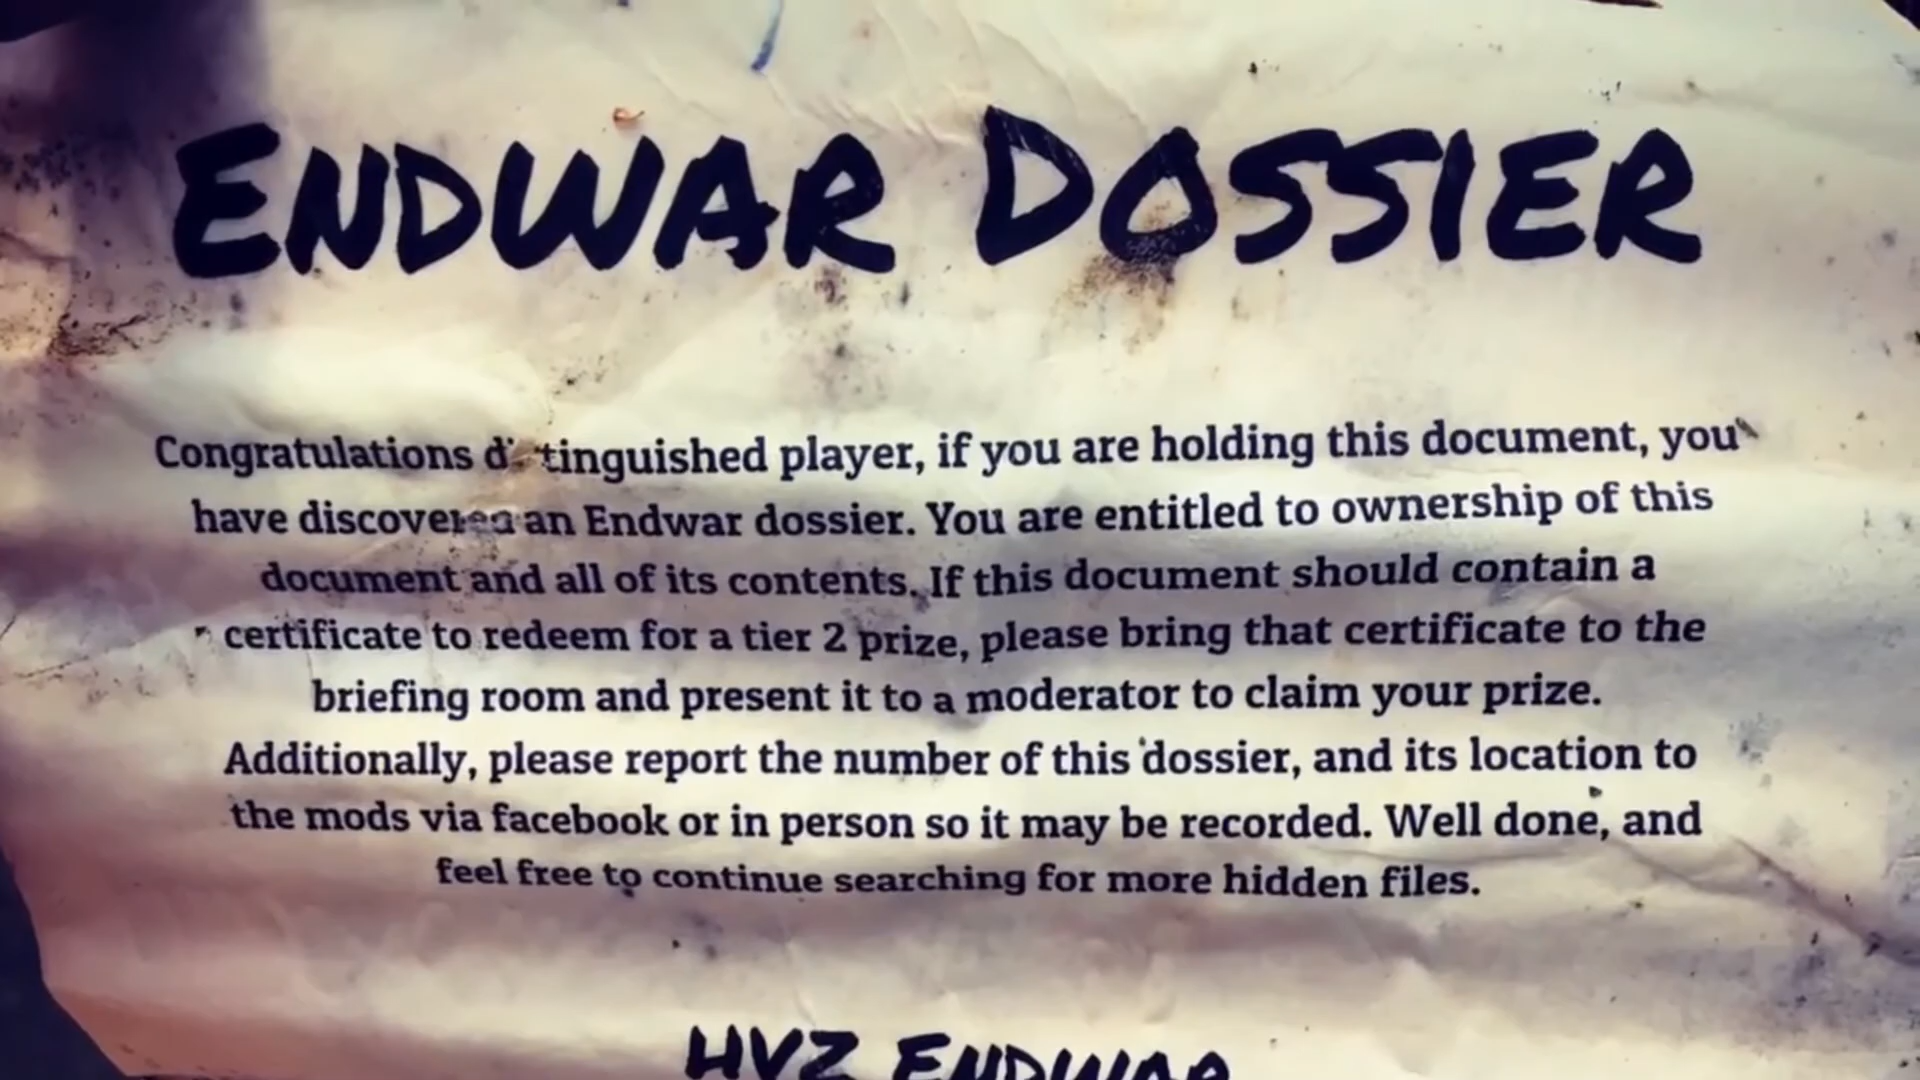 ENDWAR DOSSIER
Congratulations distinguished player, if you are holding this document, you
have discovered an Endwar dossier. You are entitled to ownership of this
document and all of its contents. If this document should contain a
certificate to redeem for a tier 2 prize, please bring that certificate to the
briefing room and present it to a moderator to claim your prize.
Additionally, please report the number of this dossier, and its location to
the mods via facebook or in person so it may be recorded. Well done, and
feel free to continue searching for more hidden files.
HVZ ENDWAR